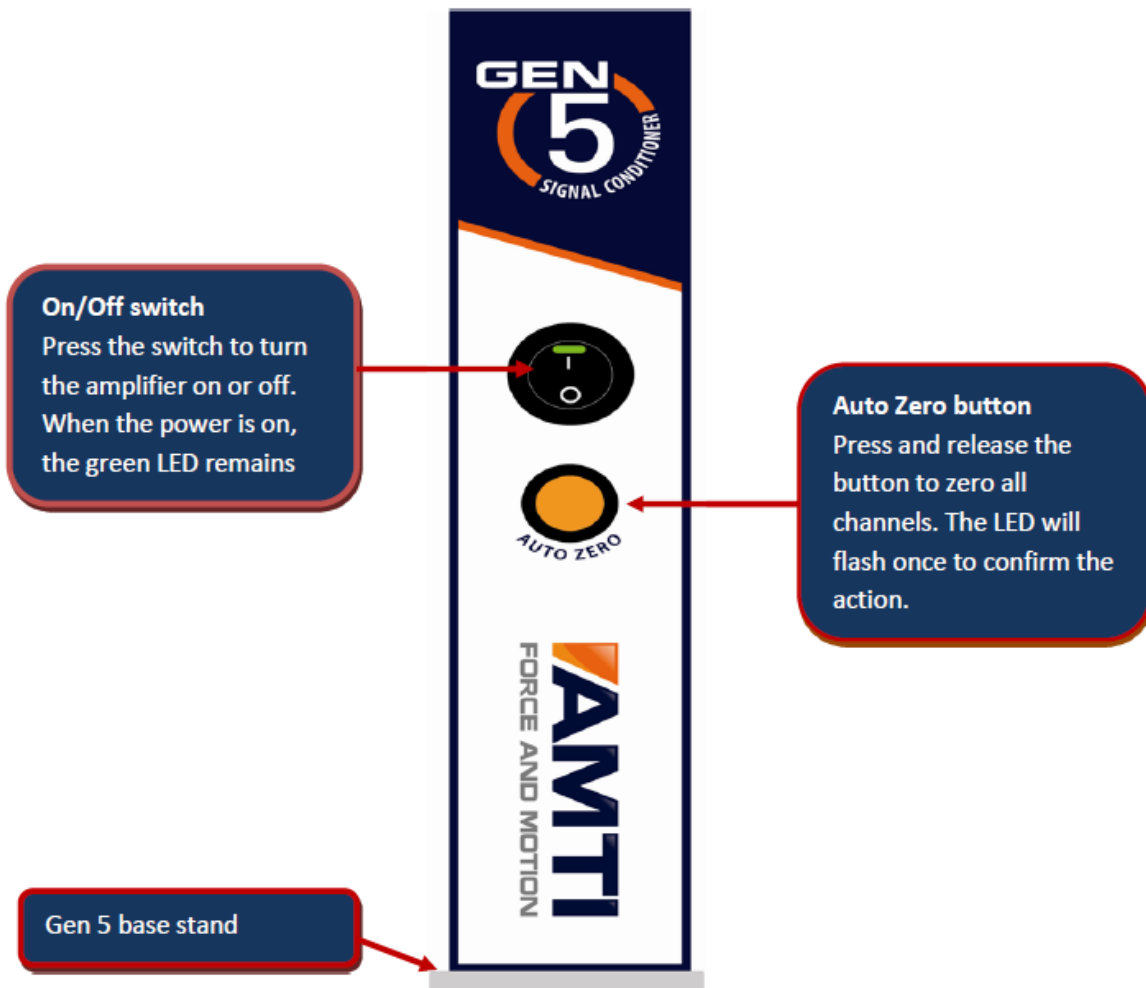 GEN
5
SIGNAL CONDITIONER
On/Off switch
Press the switch to turn
the amplifier on or off.
When the power is on,
the green LED remains
I
O
Auto Zero button
Press and release the
button to zero all
channels. The LED will
flash once to confirm the
action.
AUTO ZERO
AMTI
FORCE AND MOTION
Gen 5 base stand